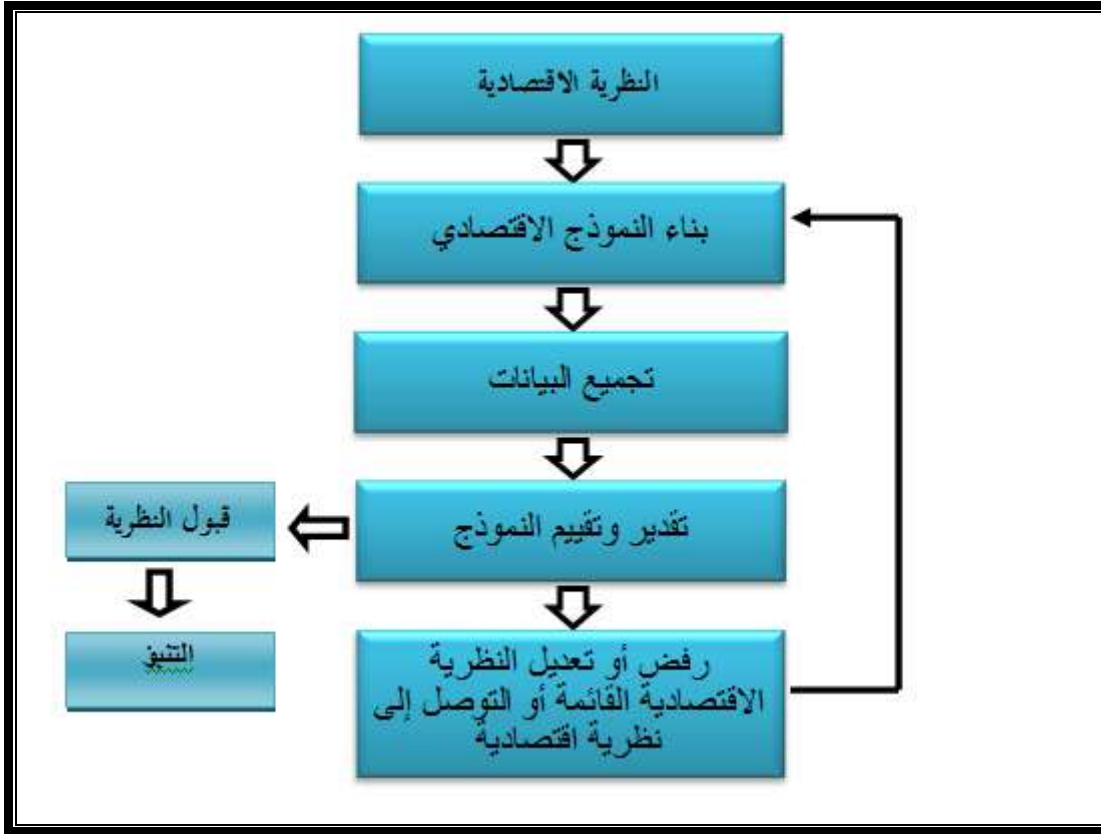 النظرية الاقتصادية
بناء النموذج الاقتصادي
تجميع البيانات
تقدير وتقييم النموذج
قبول النظرية
التنبؤ
رفض أو تعديل النظرية
الاقتصادية القائمة أو التوصل إلى
نظرية اقتصادية